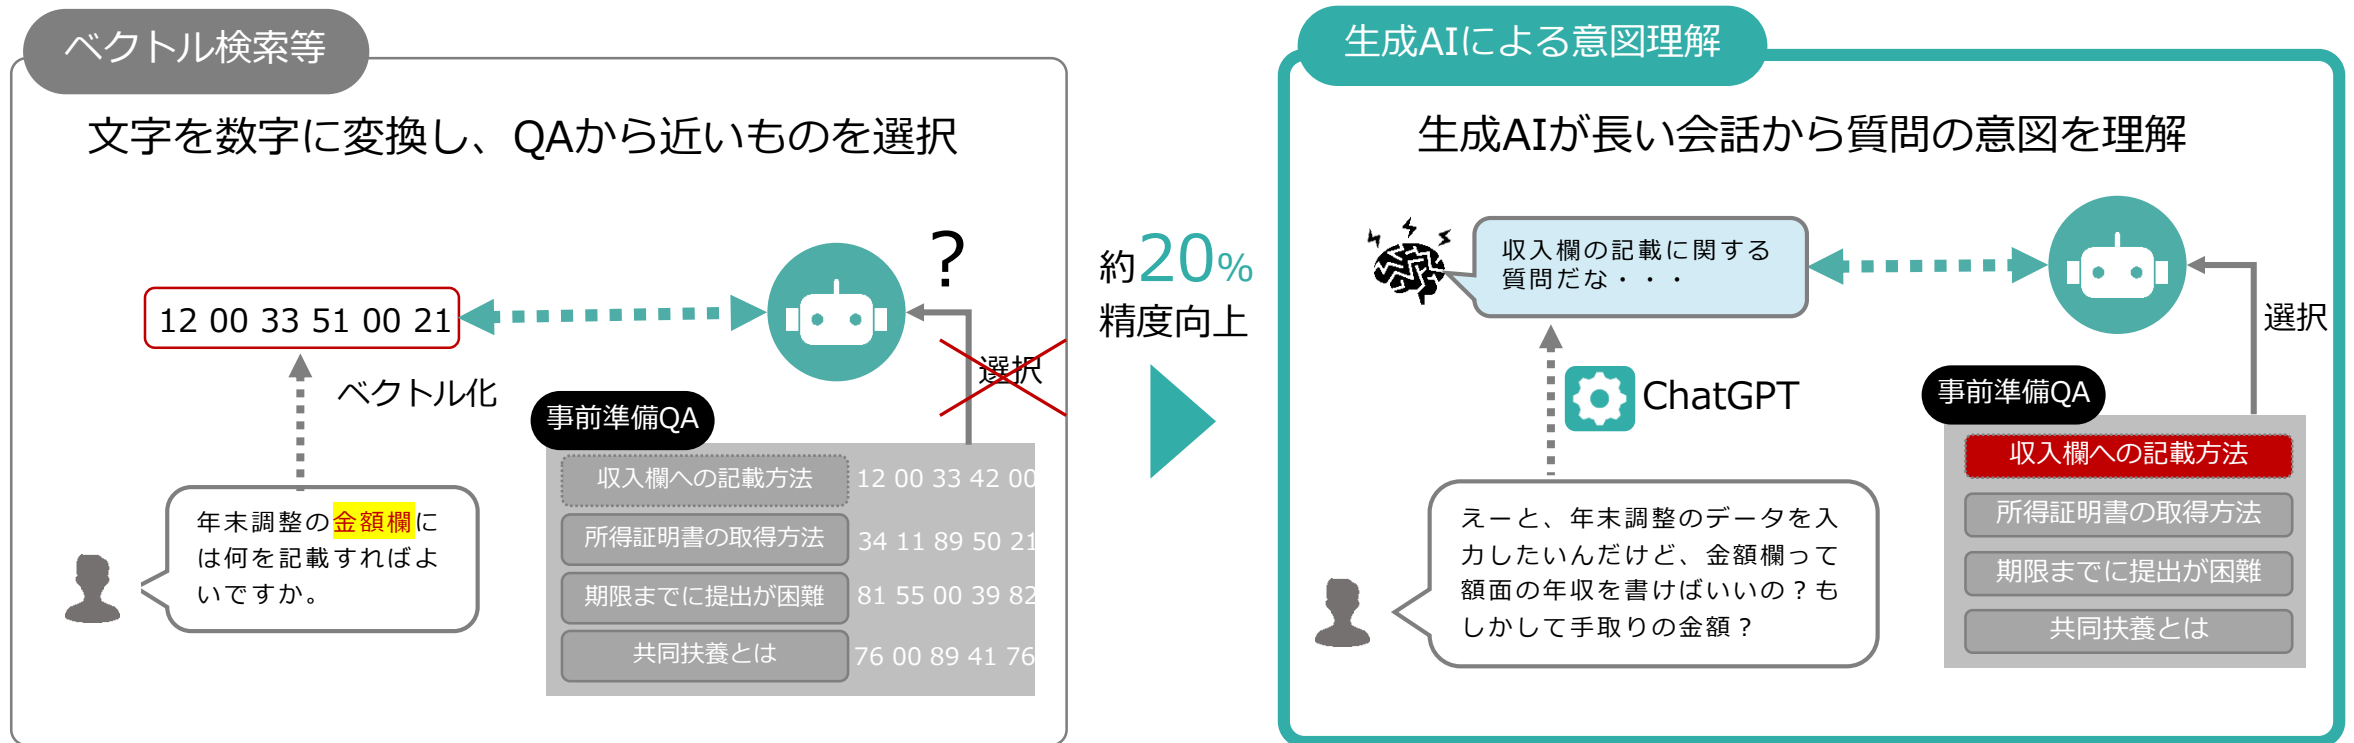 ベクトル検索等
文字を数字に変換し、QAから近いものを選択
?
12 00 33 51 00 21
選択
ベクトル化
事前準備QA
収入欄への記載方法 12 00 33 42 00
所得証明書の取得方法 34 11 89 50 21
期限までに提出が困難 81 55 00 39 82
共同扶養とは 76 00 89 41 76
年末調整の金額欄に
は何を記載すればよ
いですか。
約20%
精度向上
生成AIによる意図理解
生成AIが長い会話から質問の意図を理解
収入欄の記載に関する
質問だな・・・
選択
ChatGPT
事前準備QA
収入欄への記載方法
所得証明書の取得方法
期限までに提出が困難
共同扶養とは
えーと、年末調整のデータを入
力したいんだけど、金額欄って
額面の年収を書けばいいの？も
しかして手取りの金額？